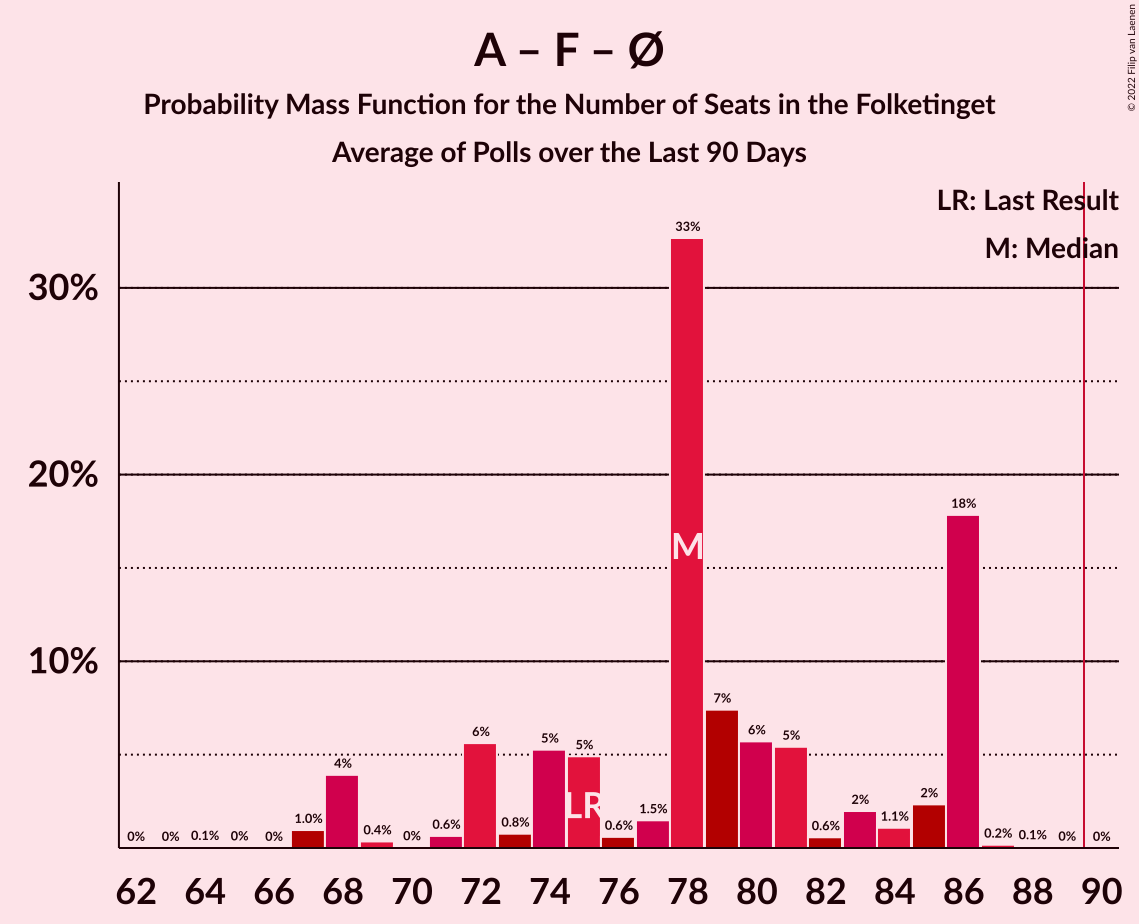 A – F – Ø
Probability Mass Function for the Number of Seats in the Folketinget
Average of Polls over the Last 90 Days
© 2022 Filip van Laenen
LR: Last Result
M: Median
30%
20%
10%
0% 0% 0.1% 0% 0% 1.0% 4% 0.4% 0% 0.6% 6% 0.8% 5% 5% 0.6% 1.5% 33% 7% 6% 5% 0.6% 2% 1.1% 2% 18% 0.2% 0.1% 0% 0%
M
LR
62 64 66 68 70 72 74 76 78 80 82 84 86 88 90